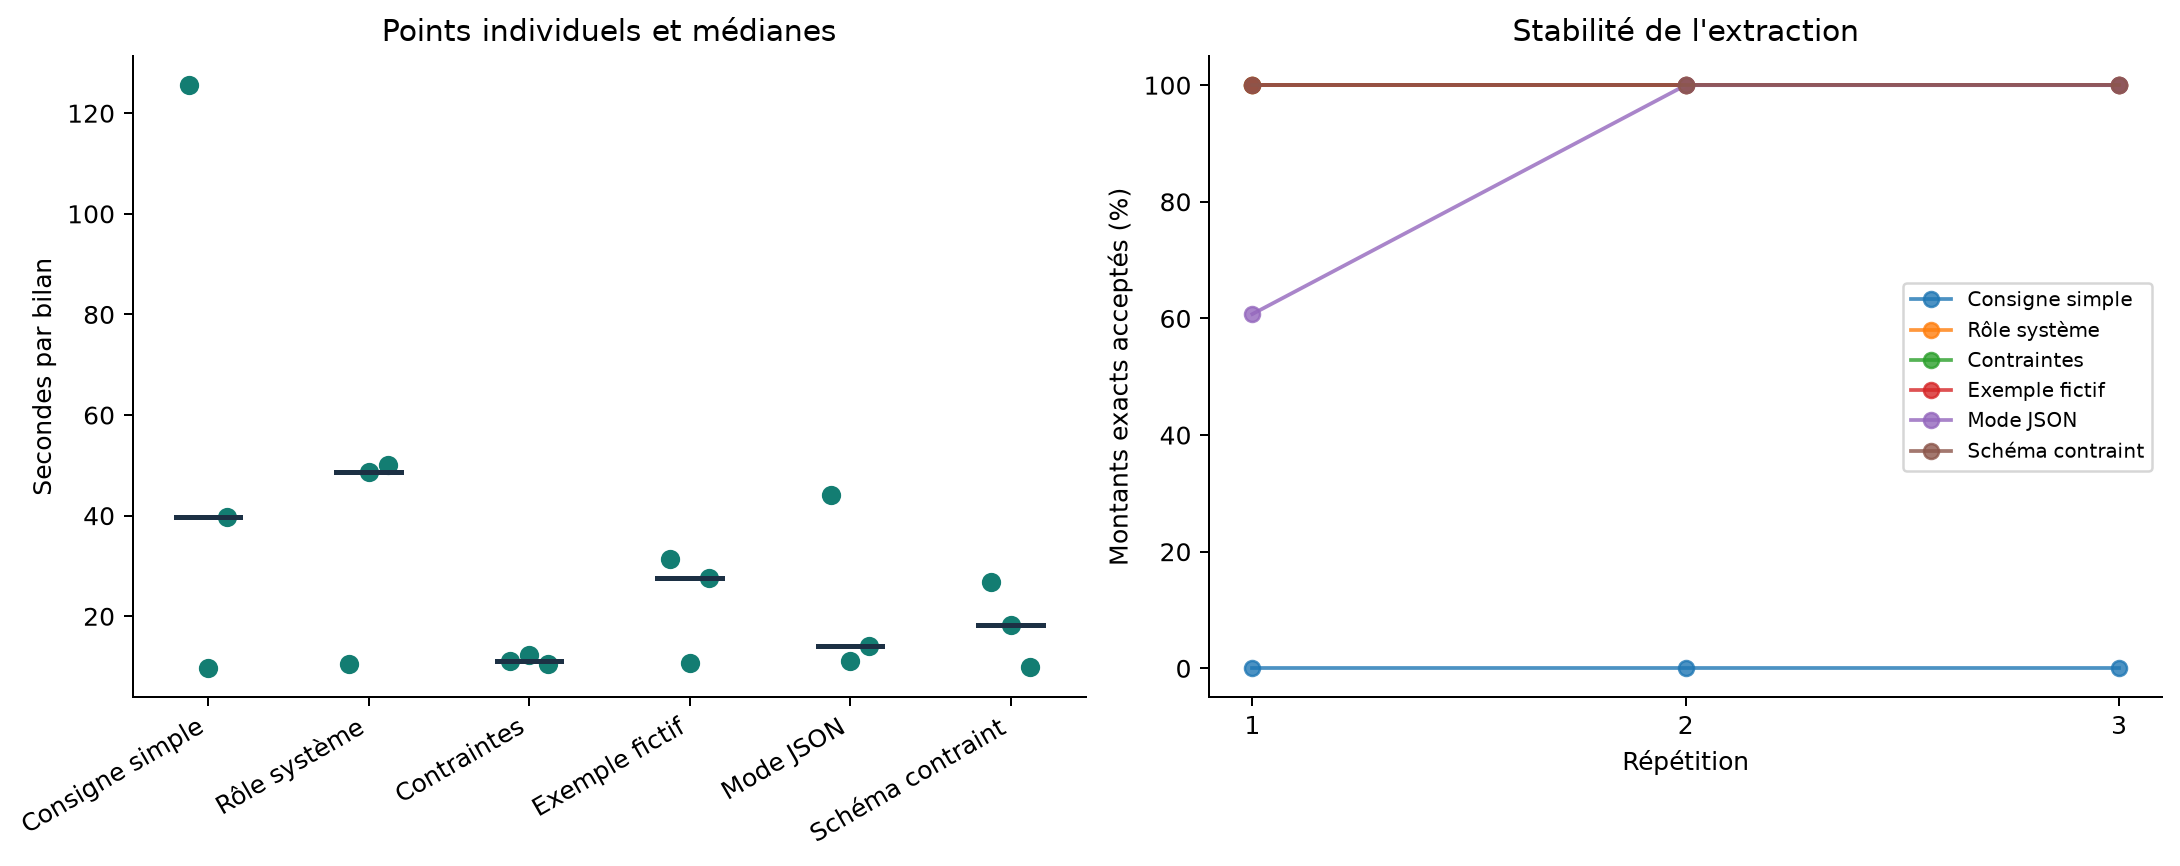 Points individuels et médianes
Secondes par bilan
120
100
80
60
40
20
Consigne simple
Rôle système
Contraintes
Exemple fictif
Mode JSON
Schéma contraint
Stabilité de l'extraction
Montants exacts acceptés (%)
100
80
60
40
20
0
1
2
3
Répétition
Consigne simple
Rôle système
Contraintes
Exemple fictif
Mode JSON
Schéma contraint